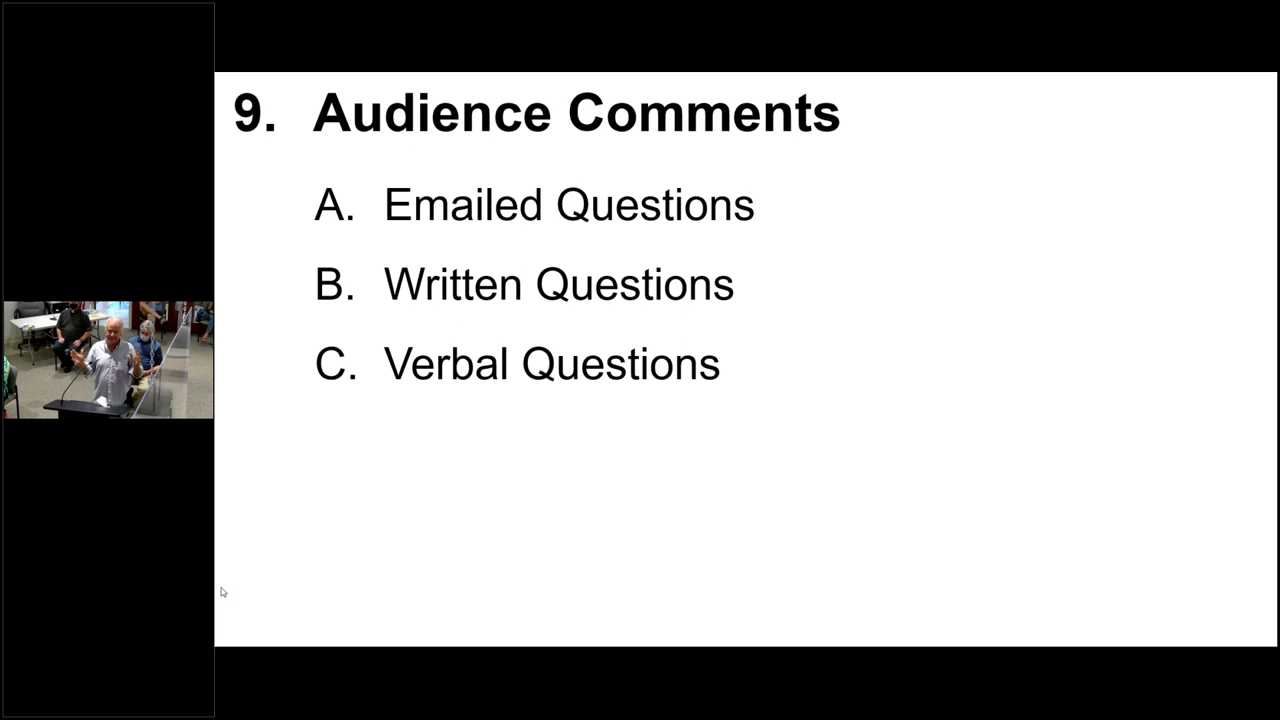 9. Audience Comments
A. Emailed Questions
B. Written Questions
C. Verbal Questions